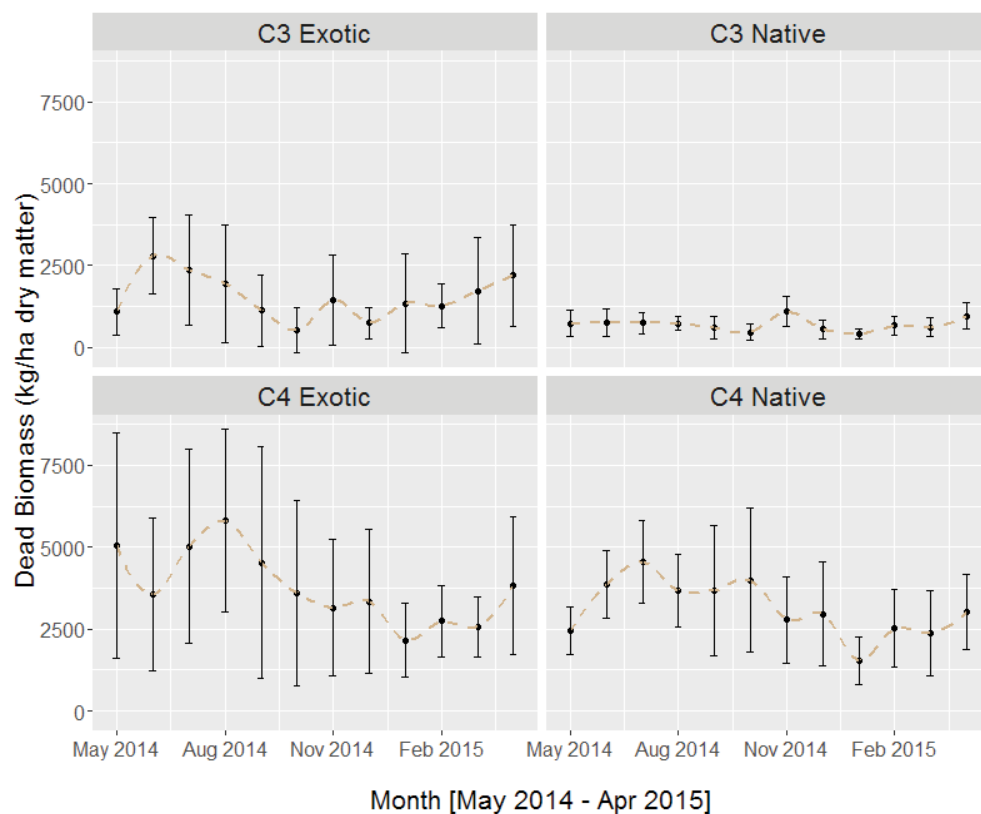 C3 Exotic
C3 Native
7500
5000
2500
0
C4 Exotic
C4 Native
7500
5000
2500
0
Dead Biomass (kg/ha dry matter)
May 2014
Aug 2014
Nov 2014
Feb 2015
May 2014
Aug 2014
Nov 2014
Feb 2015
Month [May 2014 - Apr 2015]